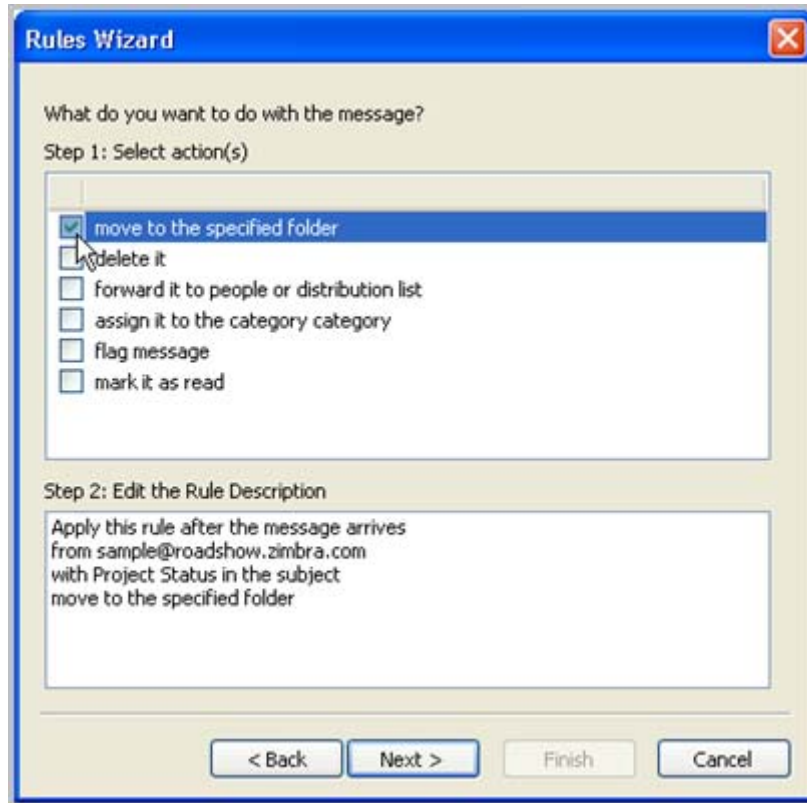 Rules Wizard
What do you want to do with the message?
Step 1: Select action(s)
move to the specified folder
delete it
forward it to people or distribution list
assign it to the category category
flag message
mark it as read
Step 2: Edit the Rule Description
Apply this rule after the message arrives
from sample@roadshow.zimbra.com
with Project Status in the subject
move to the specified folder
< Back Next > Finish Cancel